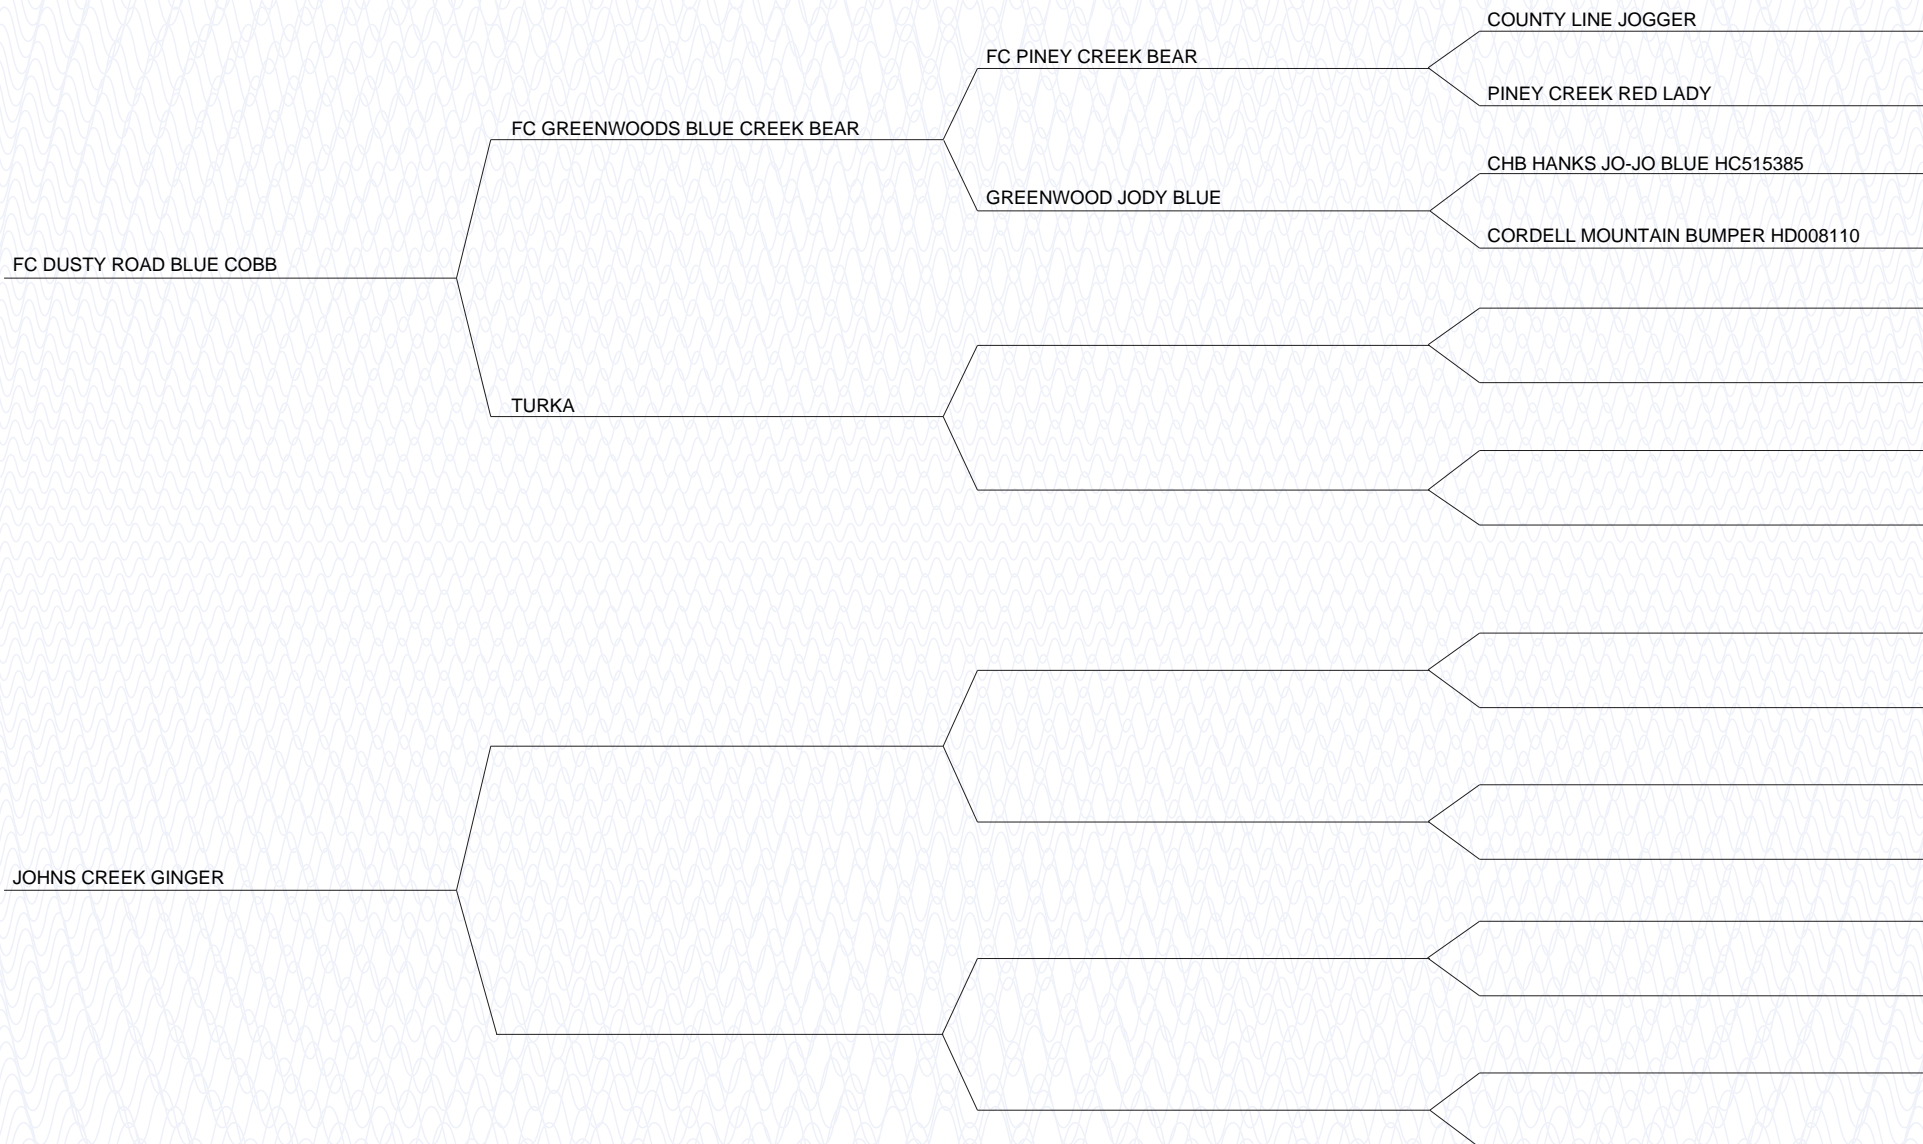 COUNTY LINE JOGGER
FC PINEY CREEK BEAR
PINEY CREEK RED LADY
FC GREENWOODS BLUE CREEK BEAR
CHB HANKS JO-JO BLUE HC515385
GREENWOOD JODY BLUE
CORDELL MOUNTAIN BUMPER HD008110
FC DUSTY ROAD BLUE COBB
TURKA
JOHNS CREEK GINGER